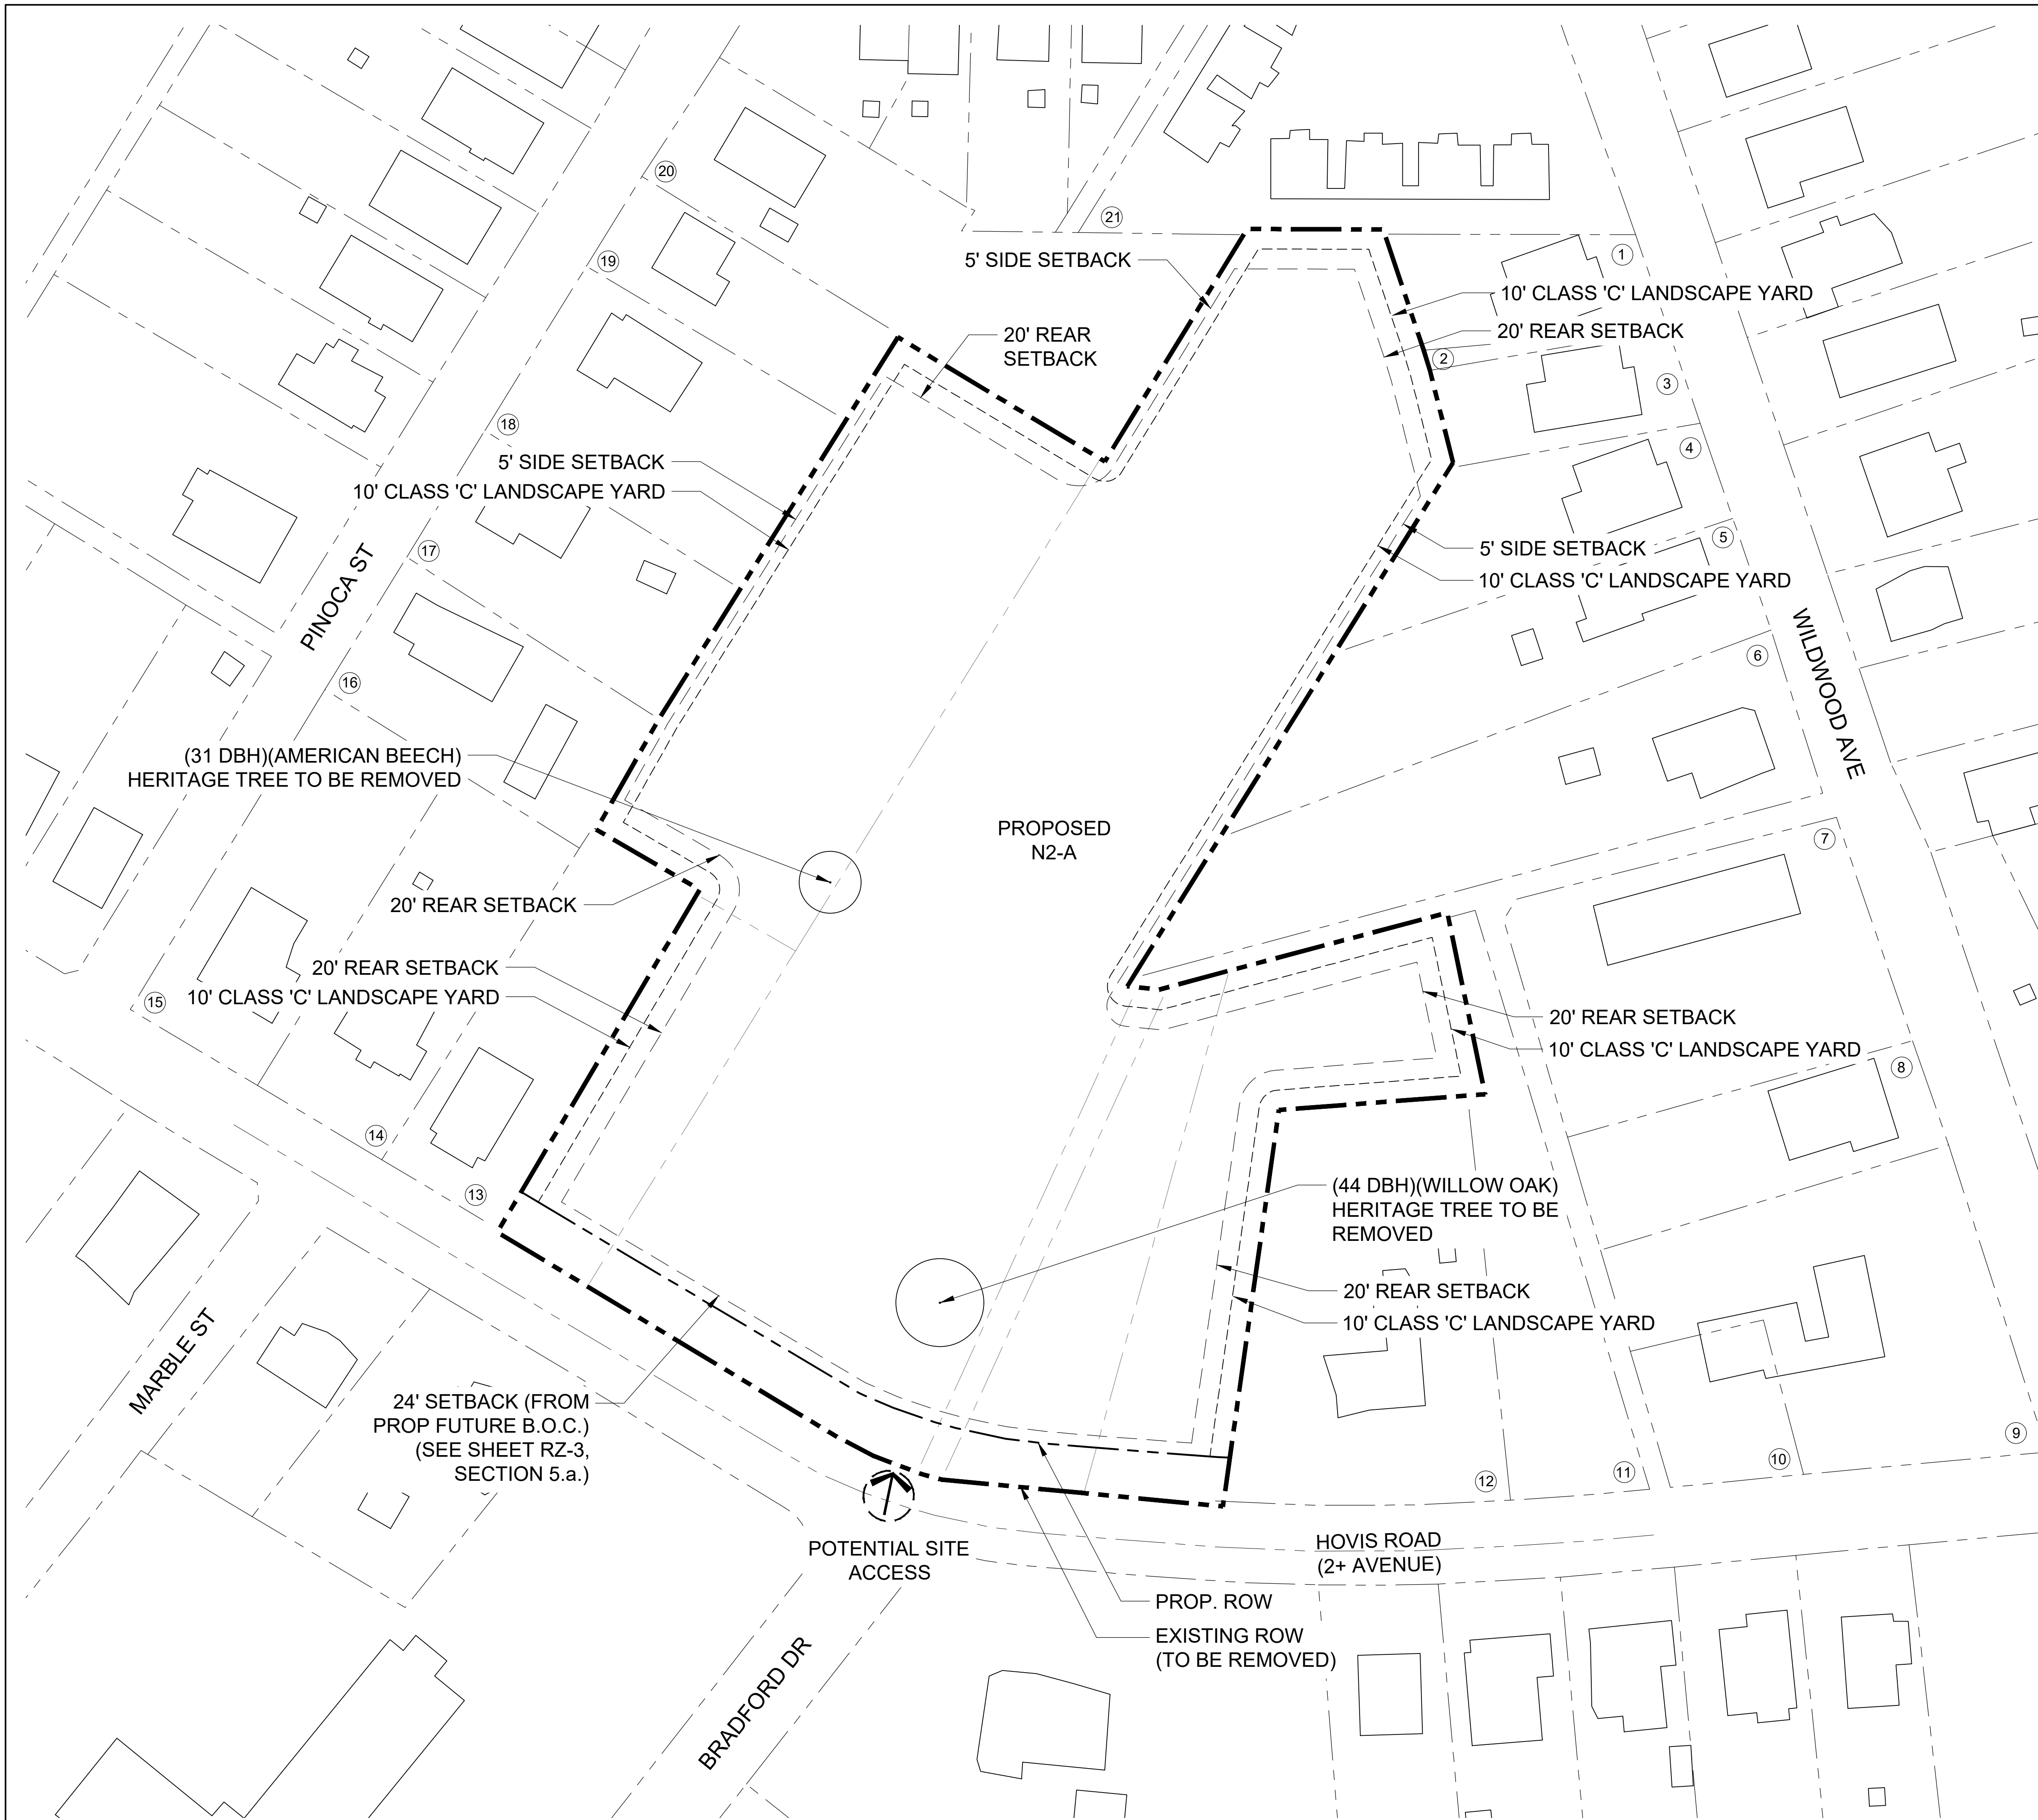 20
21
19
1
5' SIDE SETBACK
10' CLASS 'C' LANDSCAPE YARD
20' REAR
SETBACK
20' REAR SETBACK
2
3
18
4
5' SIDE SETBACK
10' CLASS 'C' LANDSCAPE YARD
17
5
5' SIDE SETBACK
10' CLASS 'C' LANDSCAPE YARD
PINOCA ST
WILDWOOD AVE
6
16
(31 DBH)(AMERICAN BEECH)
HERITAGE TREE TO BE REMOVED
PROPOSED
N2-A
7
20' REAR SETBACK
20' REAR SETBACK
10' CLASS 'C' LANDSCAPE YARD
15
20' REAR SETBACK
10' CLASS 'C' LANDSCAPE YARD
8
14
13
(44 DBH)(WILLOW OAK)
HERITAGE TREE TO BE
REMOVED
20' REAR SETBACK
10' CLASS 'C' LANDSCAPE YARD
MARBLE ST
24' SETBACK (FROM
PROP FUTURE B.O.C.)
(SEE SHEET RZ-3,
SECTION 5.a.)
9
10
11
12
POTENTIAL SITE
ACCESS
HOVIS ROAD
(2+ AVENUE)
PROP. ROW
EXISTING ROW
(TO BE REMOVED)
BRADFORD DR